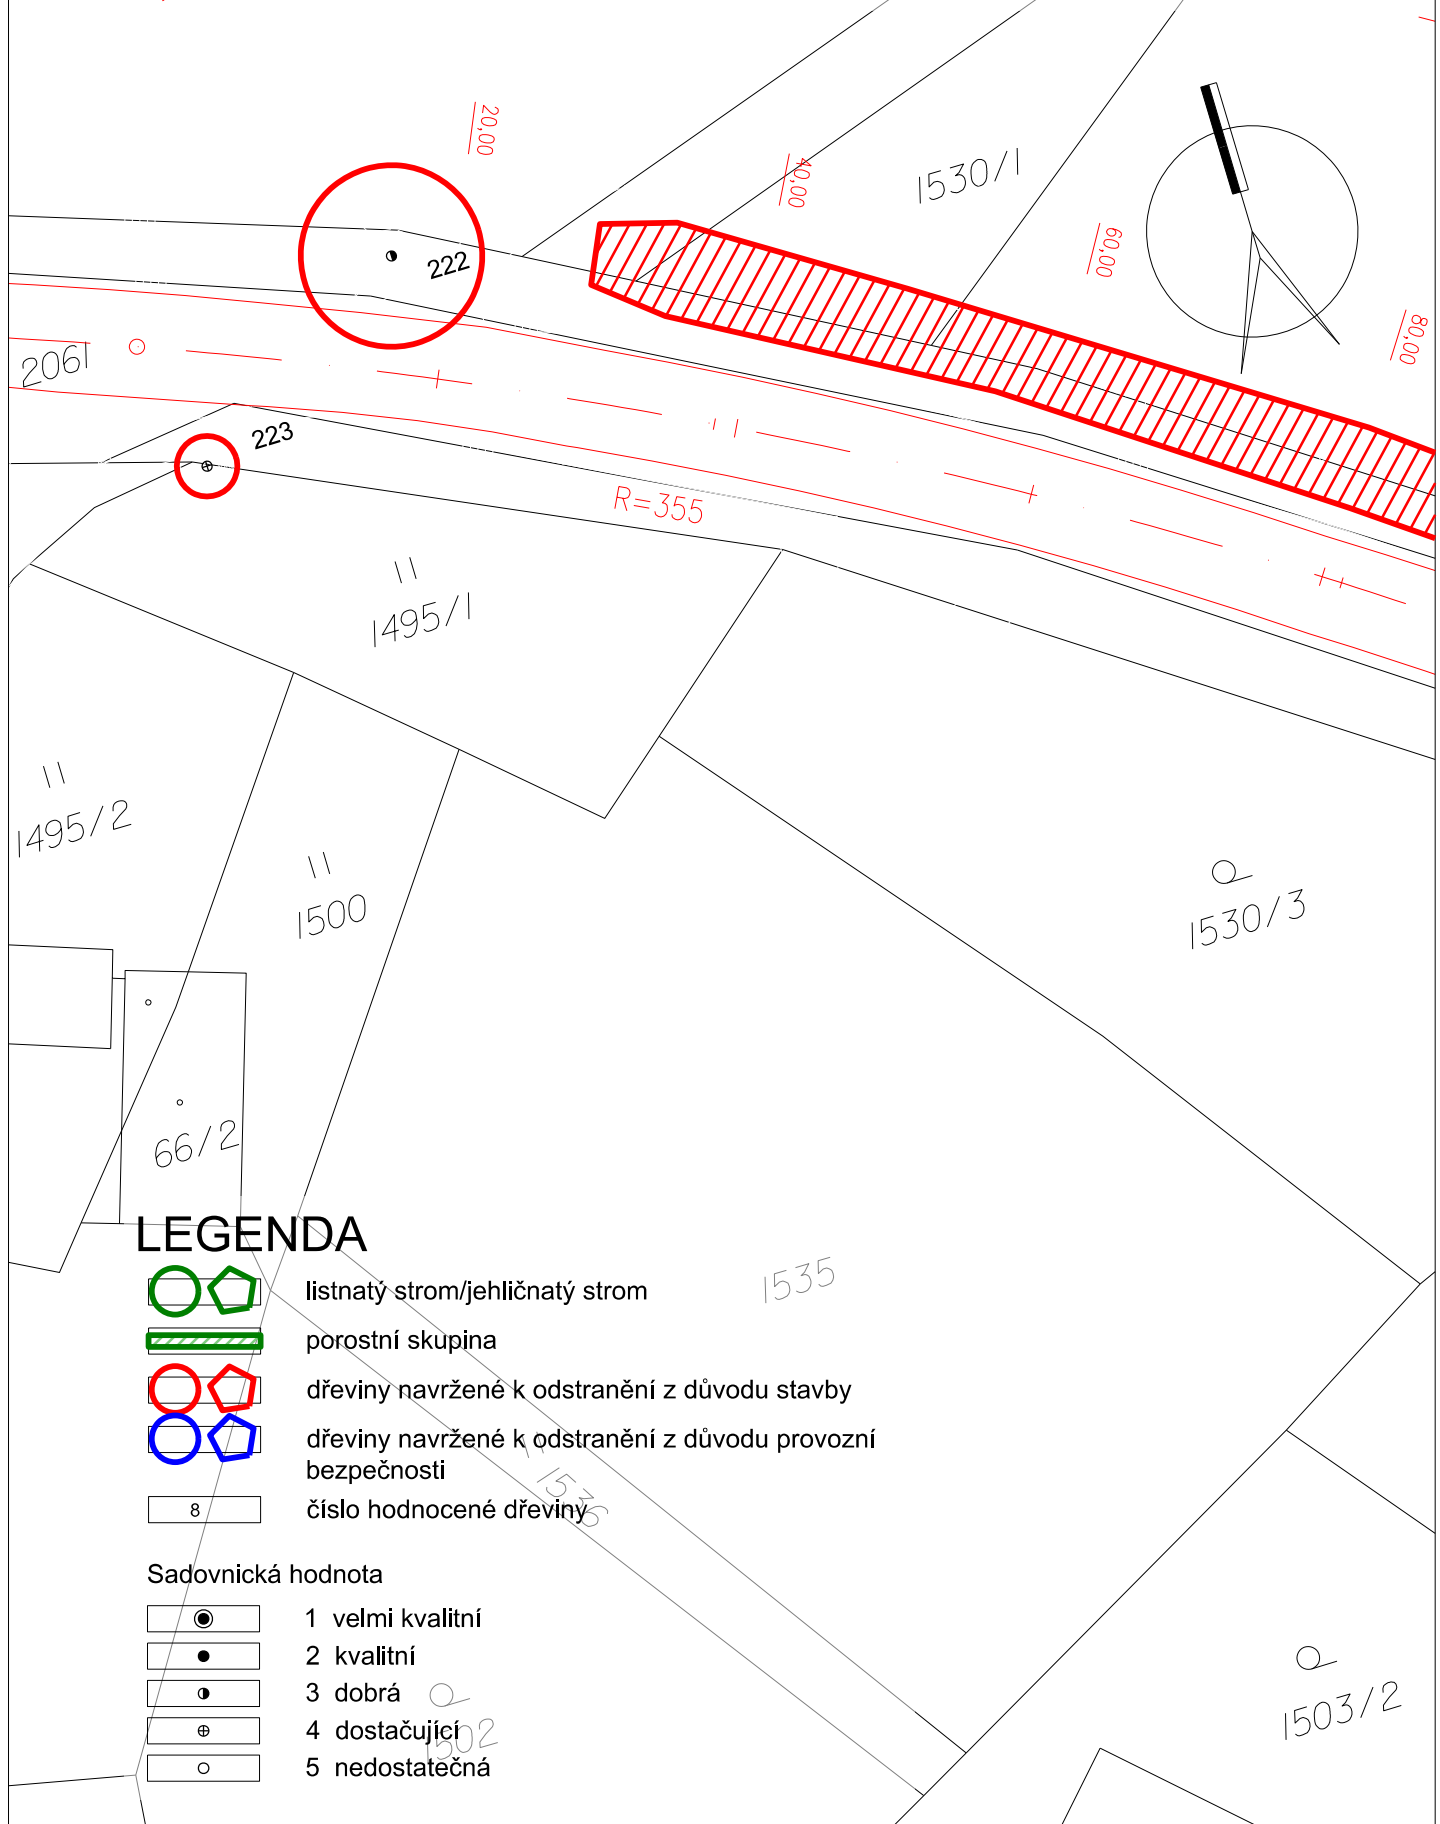 20,00
40,00
1530/1
60,00
80,00
222
2061
223
R=355
1495/1
1495/2
1500
1530/3
66/2
LEGENDA
listnatý strom/jehličnatý strom
1535
porostní skupina
dřeviny navržené k odstranění z důvodu stavby
dřeviny navržené k odstranění z důvodu provozní
bezpečnosti
1536
8 číslo hodnocené dřeviny
Sadovnická hodnota
1 velmi kvalitní
2 kvalitní
3 dobrá
4 dostačující
1502
5 nedostatečná
1503/2